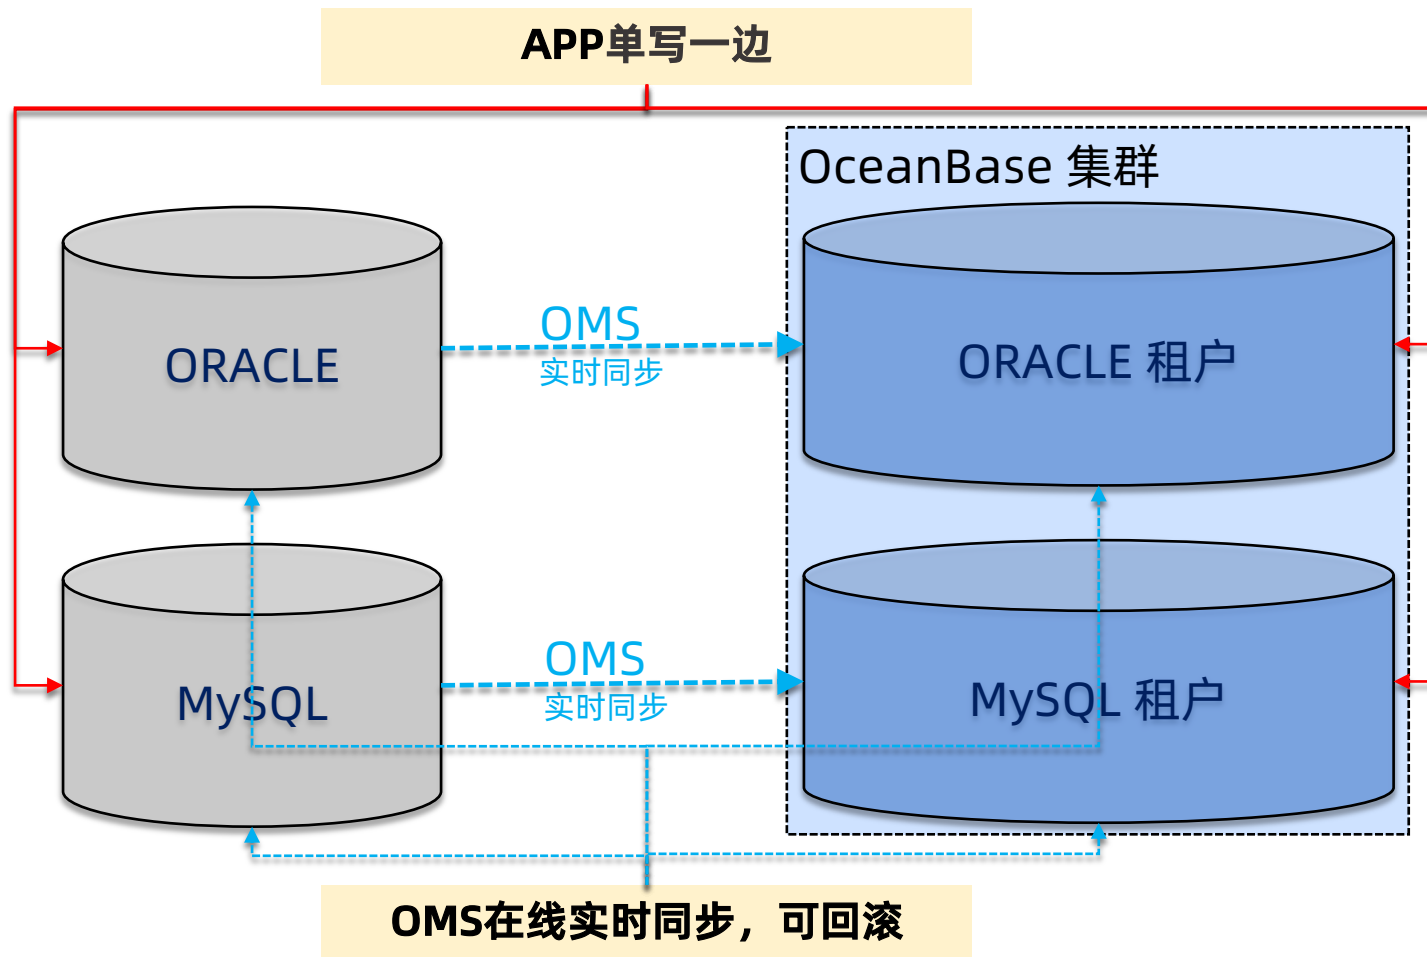 APP单写一边
OceanBase 集群
ORACLE
OMS
实时同步
ORACLE 租户
MySQL
OMS
实时同步
MySQL 租户
OMS在线实时同步，可回滚